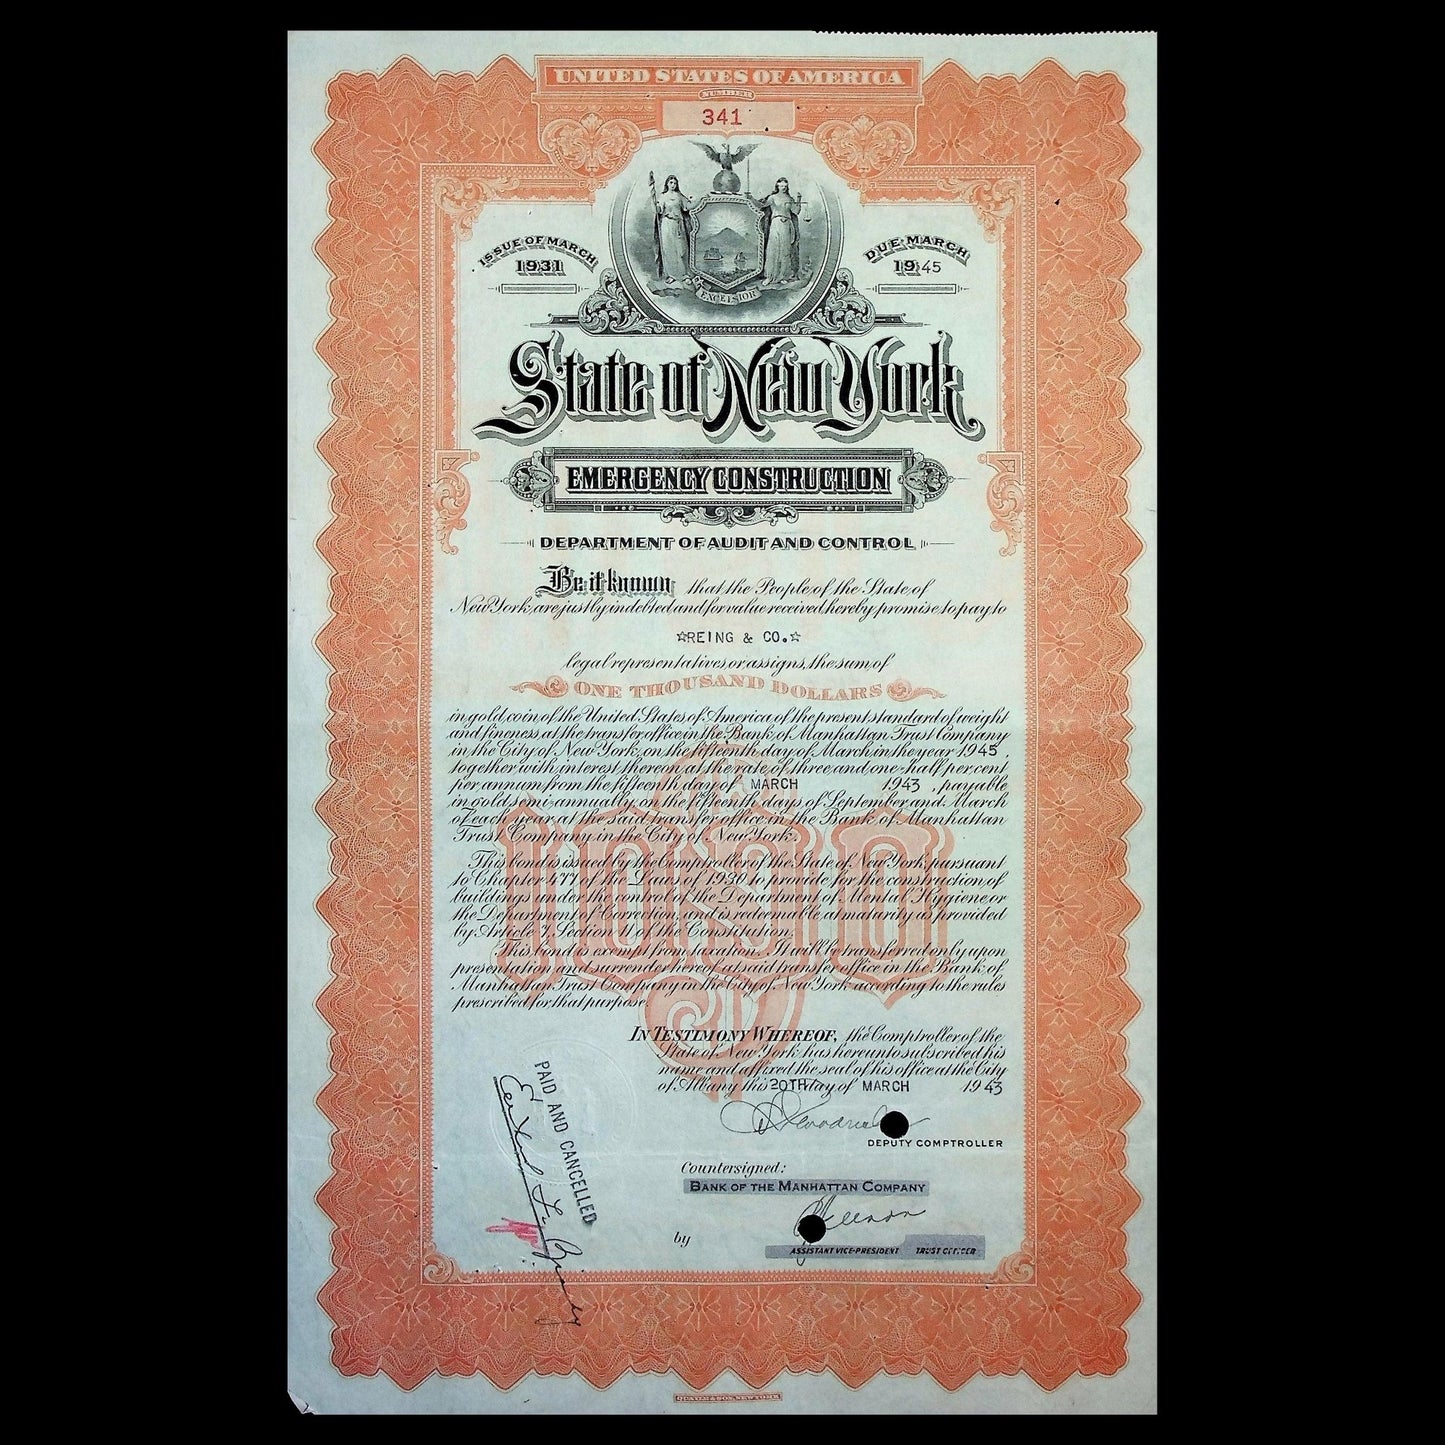 UNITED STATES OF AMERICA
NUMBER
341
ISSUE OF MARCH
1931
DUE MARCH
1945
EXCELSIOR
State of New York
EMERGENCY CONSTRUCTION
DEPARTMENT OF AUDIT AND CONTROL
Be it known that the People of the State of
New York, are justly indebted and for value received hereby promise to pay to
☆REING & CO.☆
legal representatives, or assigns, the sum of
ONE THOUSAND DOLLARS
in gold coin of the United States of America of the present standard of weight
and fineness at the transfer office in the Bank of Manhattan Trust Company
in the City of New York, on the fifteenth day of March in the year 1945,
together with interest thereon at the rate of three and one-half per cent
per annum from the fifteenth day of MARCH 1943, payable
in gold semi-annually, on the fifteenth days of September and March
of each year at the said transfer office in the Bank of Manhattan
Trust Company in the City of New York.
This bond is issued by the Comptroller of the State of New York, pursuant
to Chapter 477 of the Laws of 1930 to provide for the construction of
buildings under the control of the Department of Mental Hygiene or
the Department of Correction, and is redeemable at maturity as provided
by Article 7, Section 11 of the Constitution.
This bond is exempt from taxation. It will be transferred only upon
presentation and surrender hereof at said transfer office in the Bank of
Manhattan Trust Company in the City of New York according to the rules
prescribed for that purpose.
1000
IN TESTIMONY WHEREOF, the Comptroller of the
State of New York has hereunto subscribed his
name and affixed the seal of his office at the City
of Albany this 20TH day of MARCH 1943
DEPUTY COMPTROLLER
PAID AND CANCELLED
Countersigned:
BANK OF THE MANHATTAN COMPANY
by
ASSISTANT VICE-PRESIDENT TRUST OFFICER